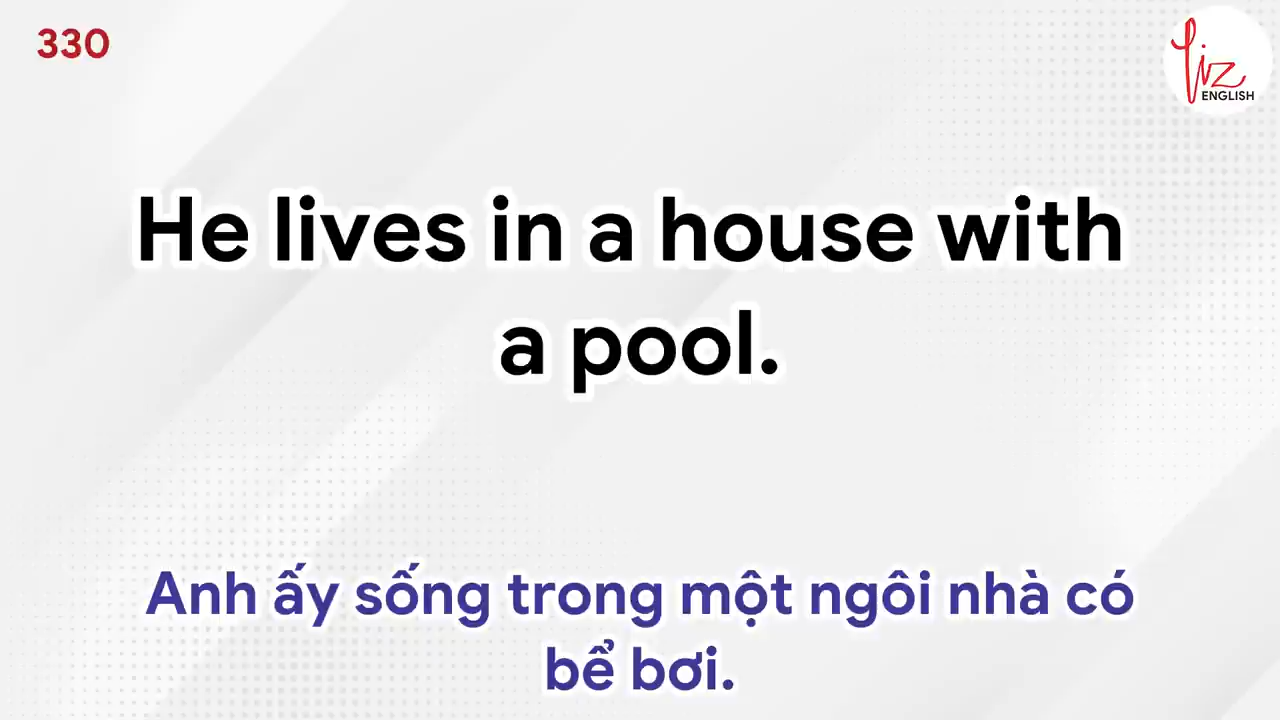 330
Liz
ENGLISH
He lives in a house with
a pool.
Anh ấy sống trong một ngôi nhà có
bể bơi.